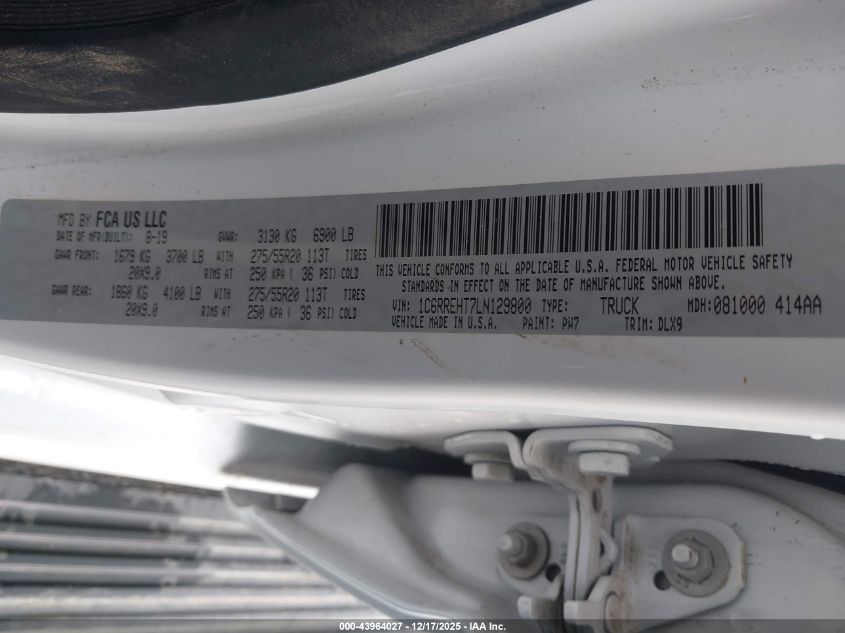 MFD BY FCA US LLC
DATE OF MFR(BUILT): 8-19 GVWR: 3130 KG 6900 LB
GAWR FRONT: 1679 KG 3700 LB WITH 275/55R20 113T TIRES
20X9.0 RIMS AT 250 KPA ( 36 PSI) COLD
GAWR REAR: 1860 KG 4100 LB WITH 275/55R20 113T TIRES
20X9.0 RIMS AT 250 KPA ( 36 PSI) COLD
THIS VEHICLE CONFORMS TO ALL APPLICABLE U.S.A. FEDERAL MOTOR VEHICLE SAFETY
STANDARDS IN EFFECT ON THE DATE OF MANUFACTURE SHOWN ABOVE.
VIN: 1C6RREHT7LN129800 TYPE: TRUCK MDH:081000 414AA
VEHICLE MADE IN U.S.A. PAINT: PW7 TRIM: DLX9
000-43964027 - 12/17/2025 - IAA Inc.